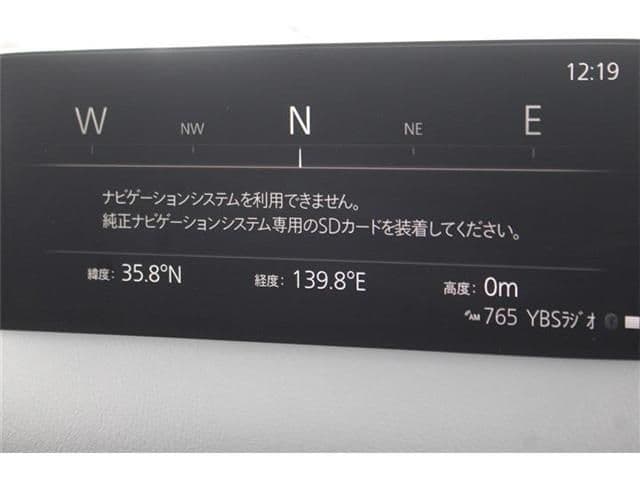 12:19
W NW N NE E
ナビゲーションシステムを利用できません。
純正ナビゲーションシステム専用のSDカードを装着してください。
緯度: 35.8°N 経度: 139.8°E 高度: 0m
AM 765 YBSラジオ